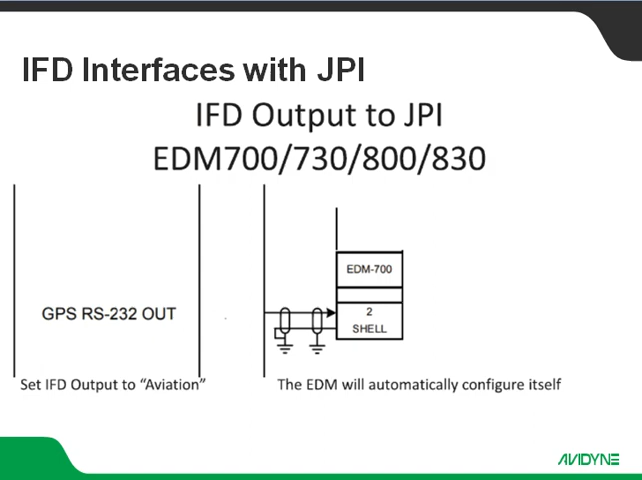 IFD Interfaces with JPI
IFD Output to JPI
EDM700/730/800/830
EDM-700
GPS RS-232 OUT
2
SHELL
Set IFD Output to “Aviation”
The EDM will automatically configure itself
AVIDYNE